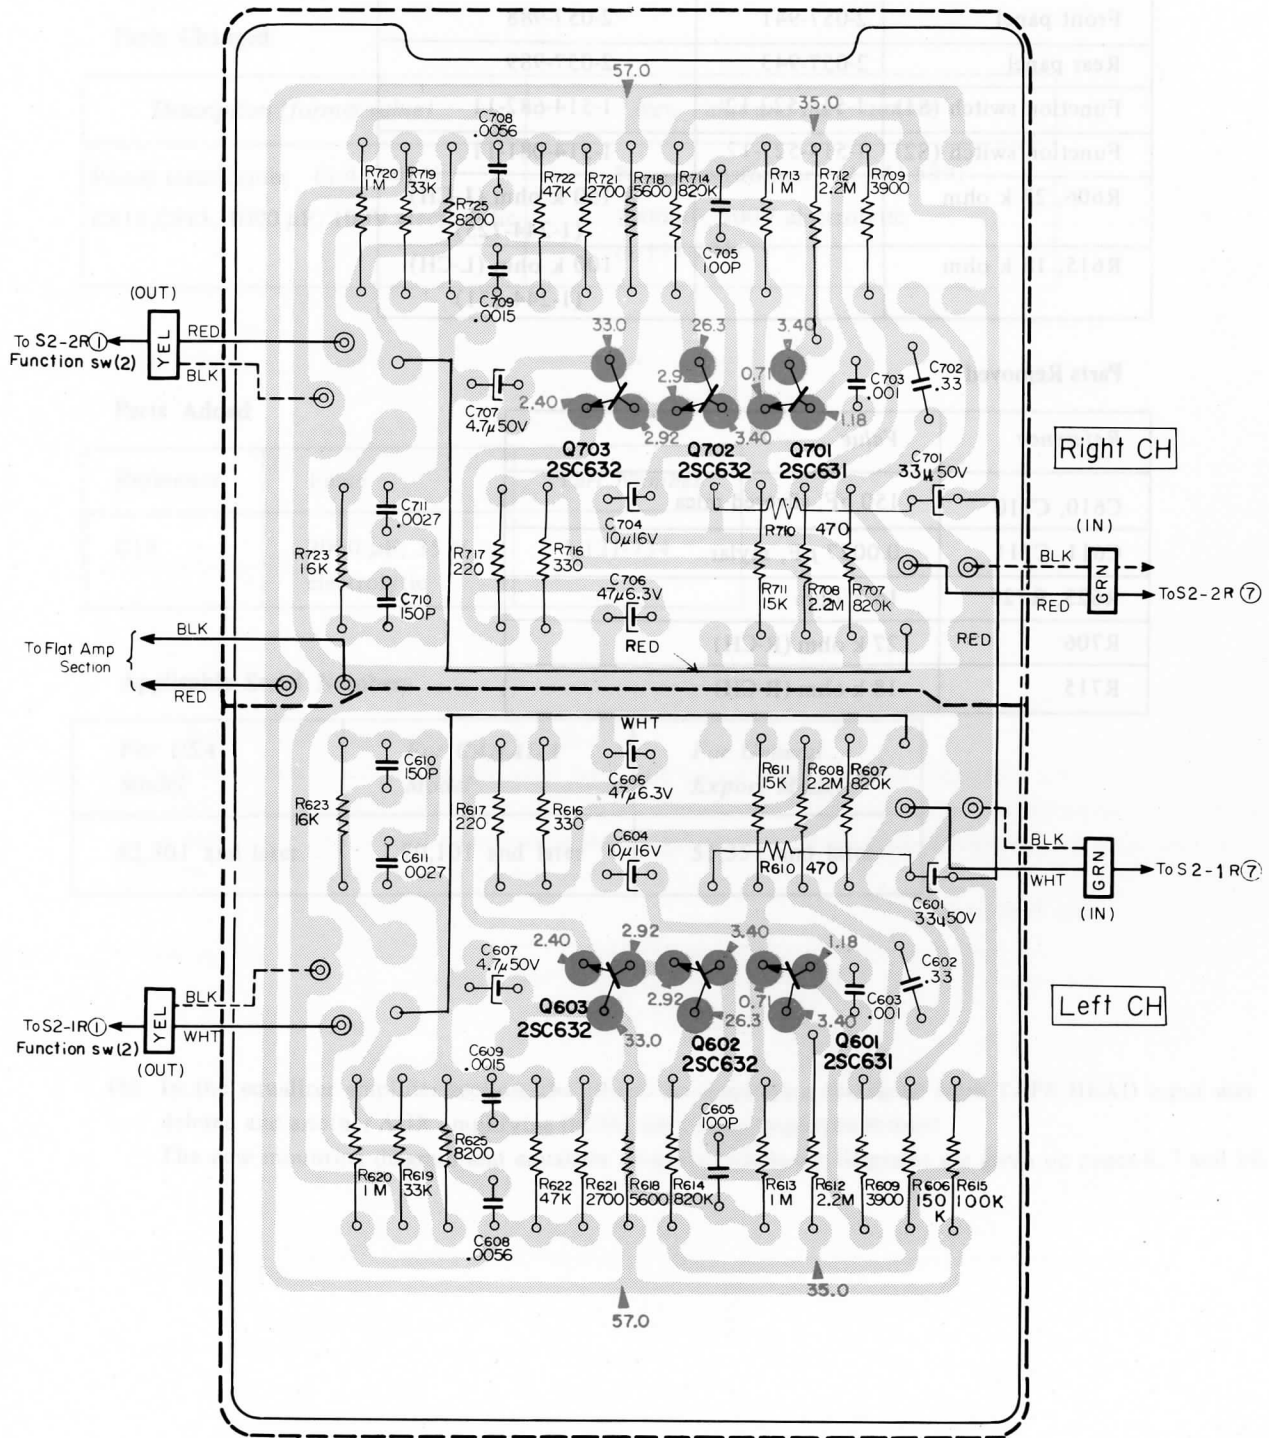 57.0
35.0
C708
.0056
R720
1M
R719
33K
R725
8200
R722
47K
R721
2700
R718
5600
R714
820K
R713
1M
R712
2.2M
R709
3900
C705
100P
C709
.0015
(OUT)
To S2-2R①
Function sw(2)
YEL
RED
BLK
33.0
26.3
3.40
2.92
0.71
2.40
2.92
3.40
1.18
C707
4.7μ50V
C703
.001
C702
.33
Q703
2SC632
Q702
2SC632
Q701
2SC631
C701
33μ50V
Right CH
C711
.0027
C704
10μ16V
R710
470
R723
16K
R717
220
R716
330
C710
150P
C706
47μ6.3V
R711
15K
R708
2.2M
R707
820K
(IN)
BLK
GRN
RED
To S2-2R⑦
RED
RED
To Flat Amp
Section
BLK
RED
WHT
C610
150P
C606
47μ6.3V
R611
15K
R608
2.2M
R607
820K
R623
16K
R617
220
R616
330
C611
.0027
C604
10μ16V
R610
470
C601
33μ50V
BLK
GRN
WHT
To S2-1R⑦
(IN)
2.40
2.92
3.40
1.18
C607
4.7μ50V
C602
.33
2.92
0.71
C603
.001
Q603
2SC632
33.0
26.3
3.40
Q602
2SC632
Q601
2SC631
Left CH
BLK
To S2-1R①
Function sw(2)
YEL
WHT
(OUT)
C609
.0015
C605
100P
R625
8200
R620
1M
R619
33K
R622
47K
R621
2700
R618
5600
R614
820K
R613
1M
R612
2.2M
R609
3900
R606
150
K
R615
100K
C608
.0056
35.0
57.0